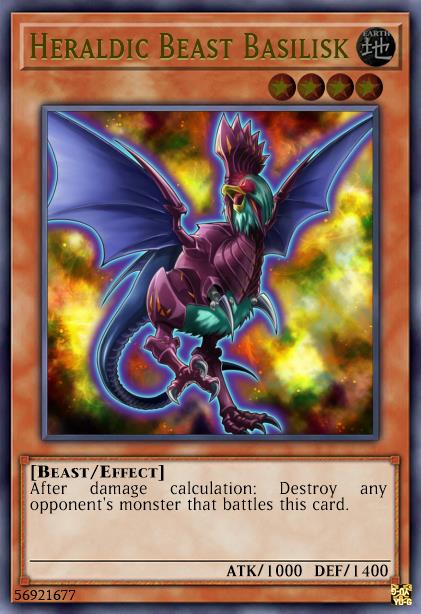 HERALDIC BEAST BASILISK
EARTH
地
[BEAST/EFFECT]
After damage calculation: Destroy any
opponent's monster that battles this card.
ATK/1000 DEF/1400
56921677